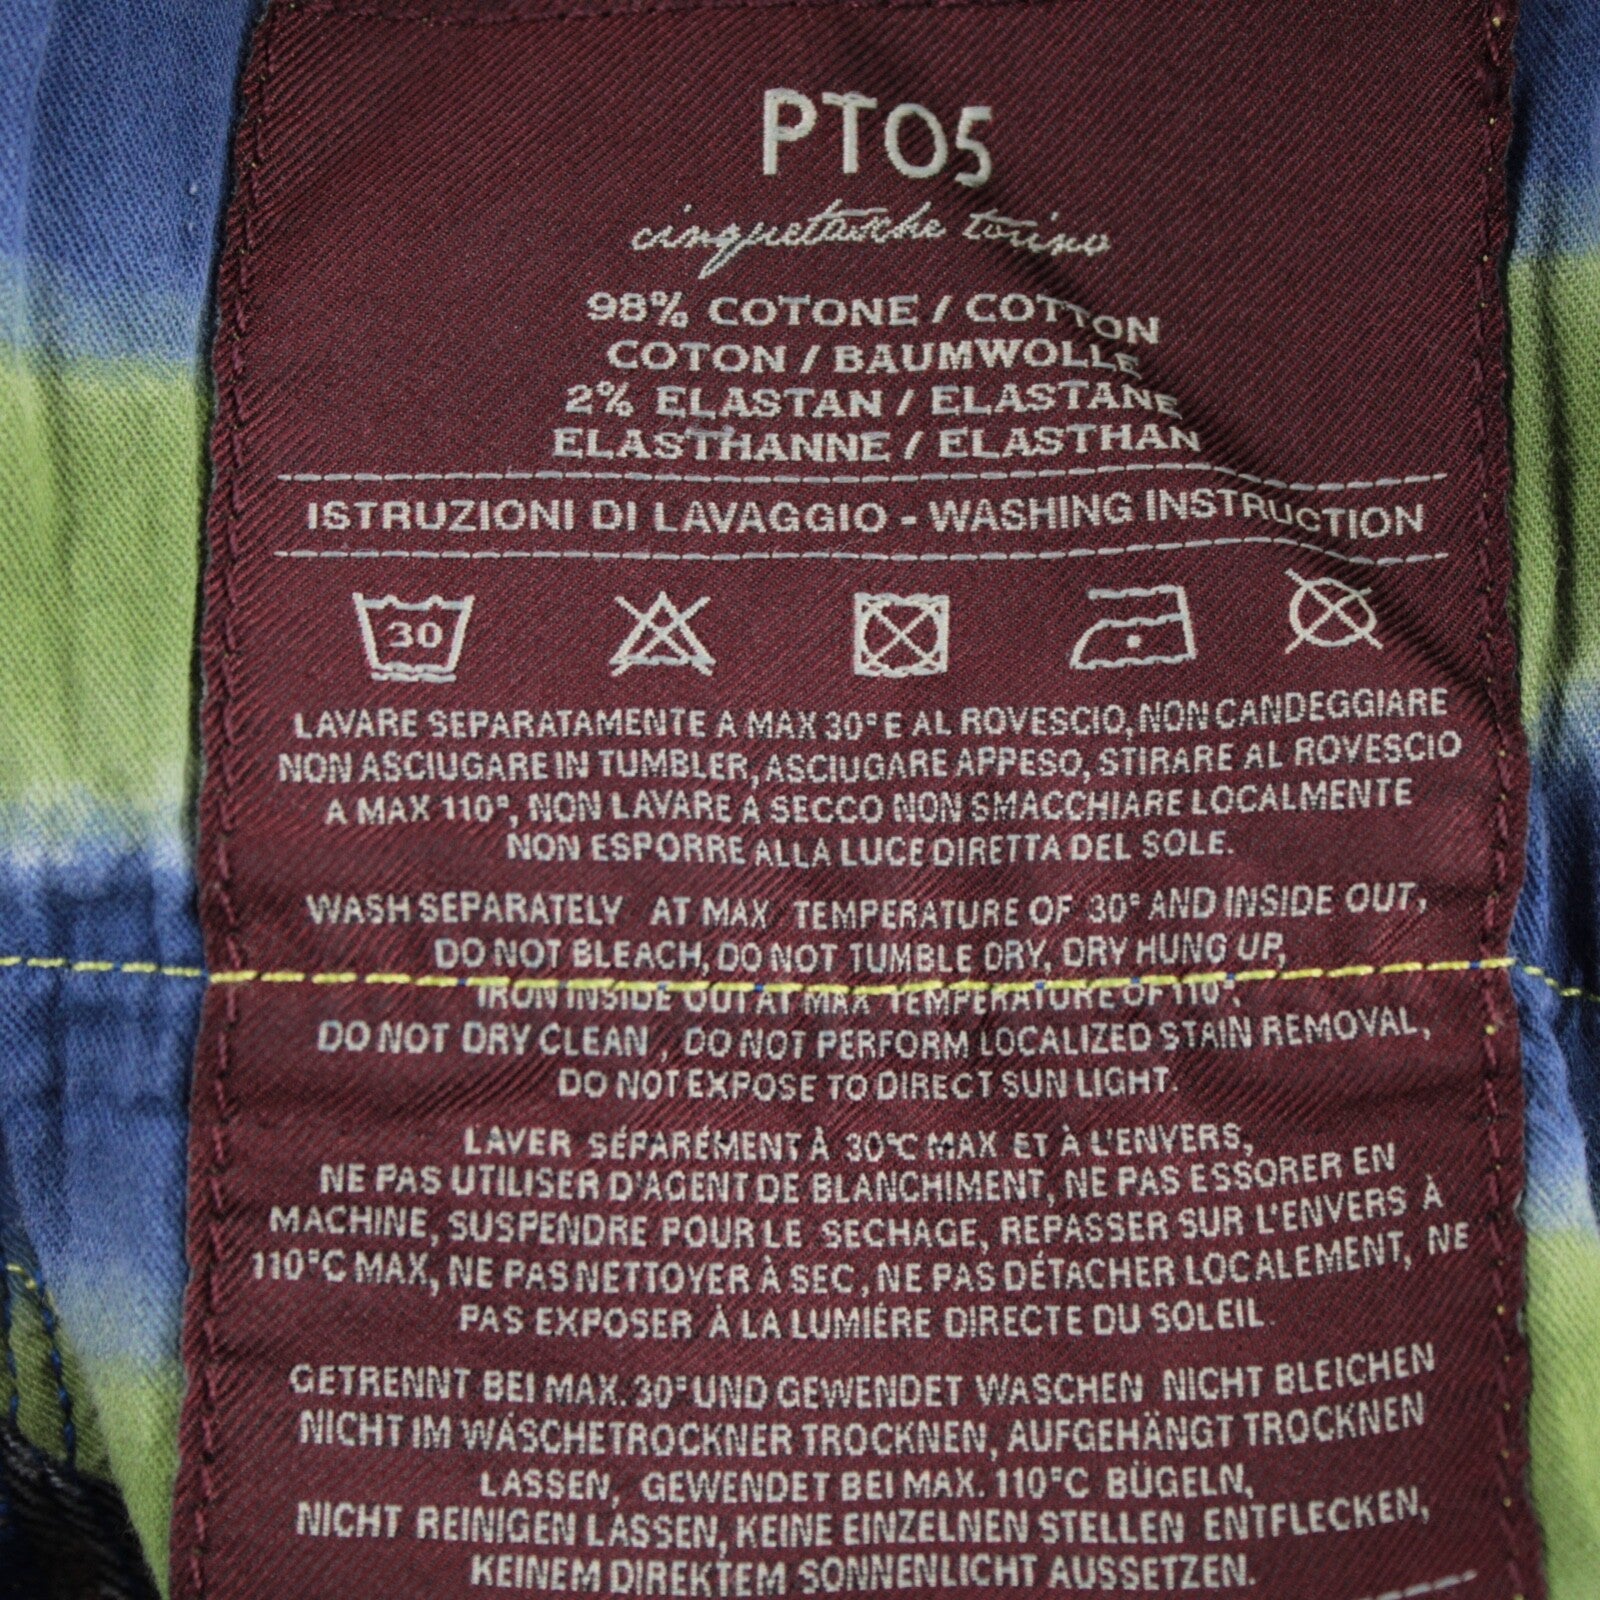 PT05
cinquetasche torino
98% COTONE / COTTON
COTON / BAUMWOLLE
2% ELASTAN / ELASTANE
ELASTHANNE / ELASTHAN
ISTRUZIONI DI LAVAGGIO - WASHING INSTRUCTION
30
LAVARE SEPARATAMENTE A MAX 30° E AL ROVESCIO, NON CANDEGGIARE
NON ASCIUGARE IN TUMBLER, ASCIUGARE APPESO, STIRARE AL ROVESCIO
A MAX 110°, NON LAVARE A SECCO NON SMACCHIARE LOCALMENTE
NON ESPORRE ALLA LUCE DIRETTA DEL SOLE.
WASH SEPARATELY AT MAX TEMPERATURE OF 30° AND INSIDE OUT,
DO NOT BLEACH, DO NOT TUMBLE DRY, DRY HUNG UP,
IRON INSIDE OUT AT MAX TEMPERATURE OF 110°.
DO NOT DRY CLEAN , DO NOT PERFORM LOCALIZED STAIN REMOVAL,
DO NOT EXPOSE TO DIRECT SUN LIGHT.
LAVER SÉPARÉMENT À 30°C MAX ET À L'ENVERS,
NE PAS UTILISER D'AGENT DE BLANCHIMENT, NE PAS ESSORER EN
MACHINE, SUSPENDRE POUR LE SECHAGE, REPASSER SUR L'ENVERS À
110°C MAX, NE PAS NETTOYER À SEC, NE PAS DÉTACHER LOCALEMENT, NE
PAS EXPOSER À LA LUMIÉRE DIRECTE DU SOLEIL.
GETRENNT BEI MAX. 30° UND GEWENDET WASCHEN NICHT BLEICHEN
NICHT IM WÁSCHETROCKNER TROCKNEN, AUFGEHÄNGT TROCKNEN
LASSEN, GEWENDET BEI MAX. 110°C BÜGELN,
NICHT REINIGEN LASSEN, KEINE EINZELNEN STELLEN ENTFLECKEN,
KEINEM DIREKTEM SONNENLICHT AUSSETZEN.